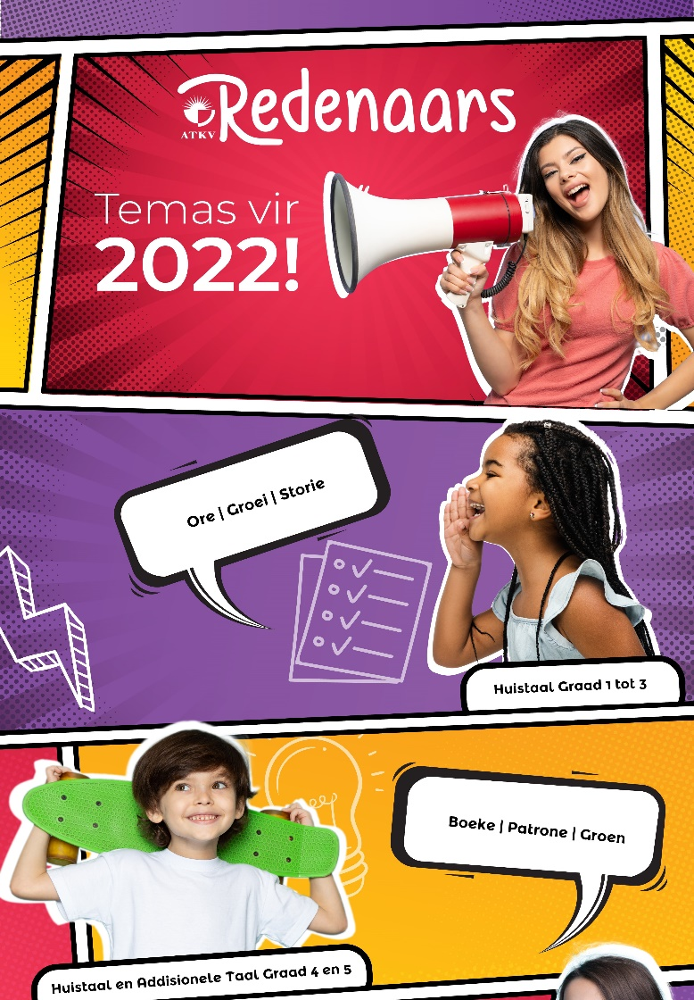 Redenaars
ATKV
Temas vir
2022!
Ore | Groei | Storie
Huistaal Graad 1 tot 3
Boeke | Patrone | Groen
Huistaal en Addisionele Taal Graad 4 en 5